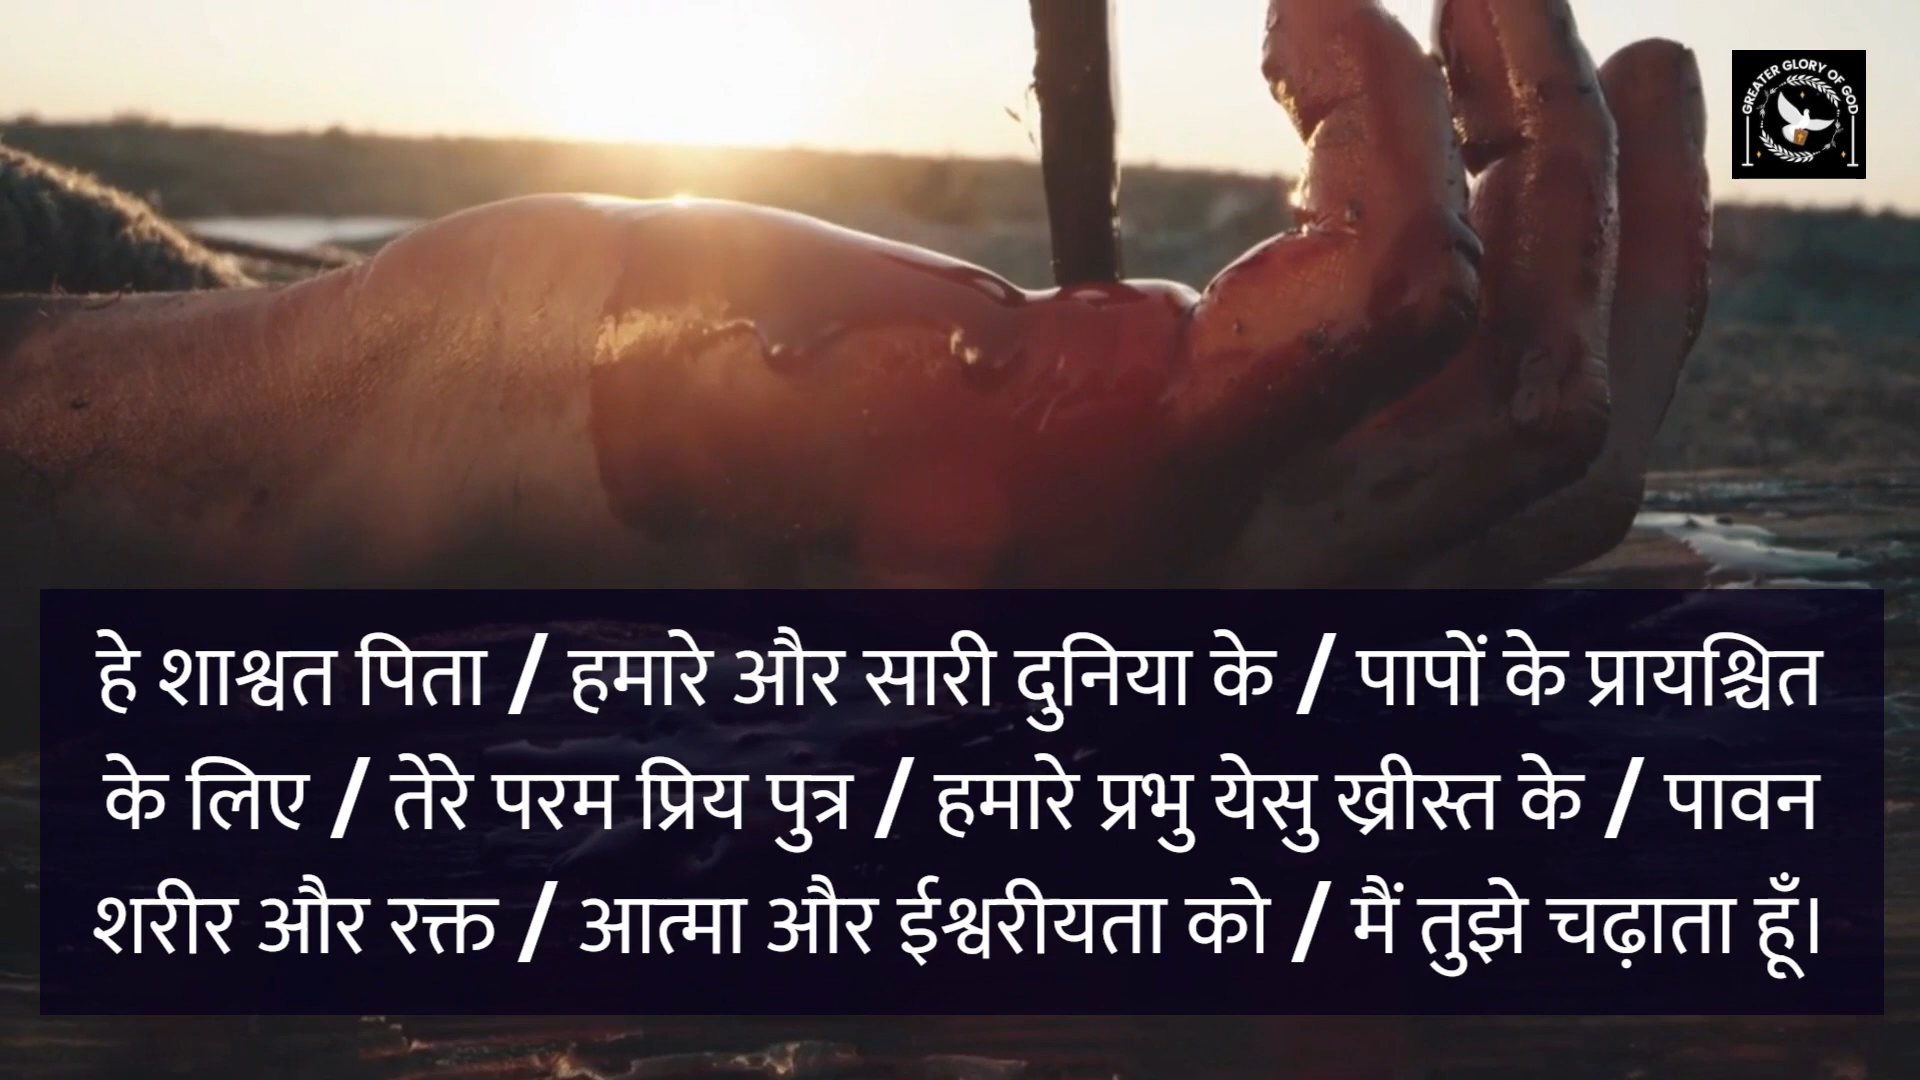 GREATER GLORY OF GOD
हे शाश्वत पिता / हमारे और सारी दुनिया के / पापों के प्रायश्चित
के लिए / तेरे परम प्रिय पुत्र / हमारे प्रभु येसु ख्रीस्त के / पावन
शरीर और रक्त / आत्मा और ईश्वरीयता को / मैं तुझे चढ़ाता हूँ।